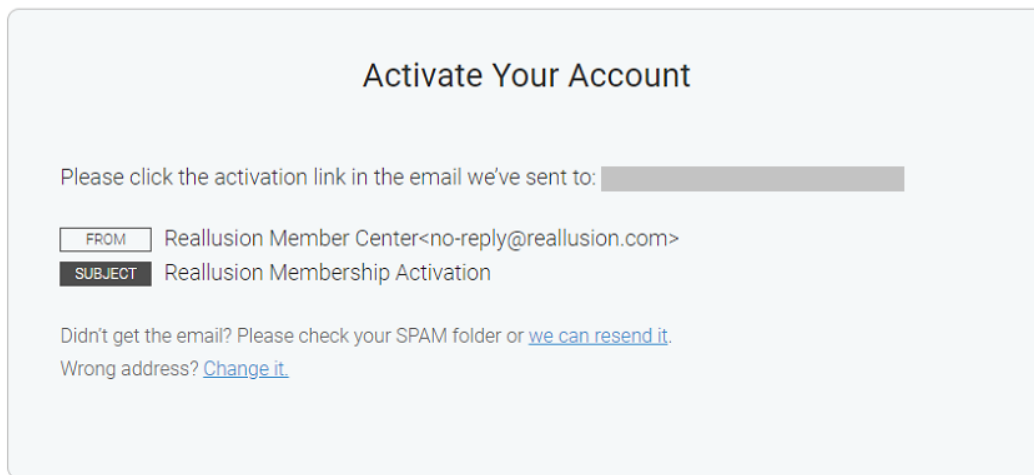 Activate Your Account
Please click the activation link in the email we've sent to:
FROM Reallusion Member Center<no-reply@reallusion.com>
SUBJECT Reallusion Membership Activation
Didn't get the email? Please check your SPAM folder or we can resend it.
Wrong address? Change it.